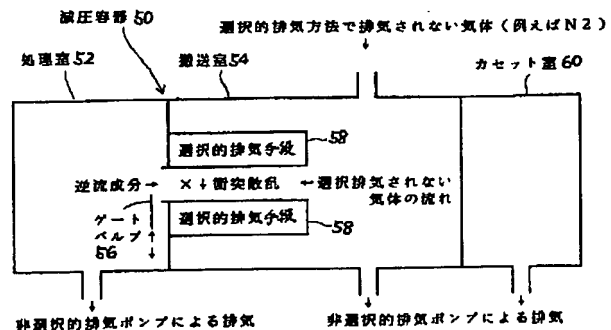 減圧容器 50
選択的排気方法で排気されない気体(例えばN2)
処理室 52
搬送室 54
カセット室 60
選択的排気手段
58
逆流成分→ ×↓衝突散乱 ←選択排気されない
気体の流れ
ゲート
バルブ
56
選択的排気手段
58
非選択的排気ポンプによる排気
非選択的排気ポンプによる排気